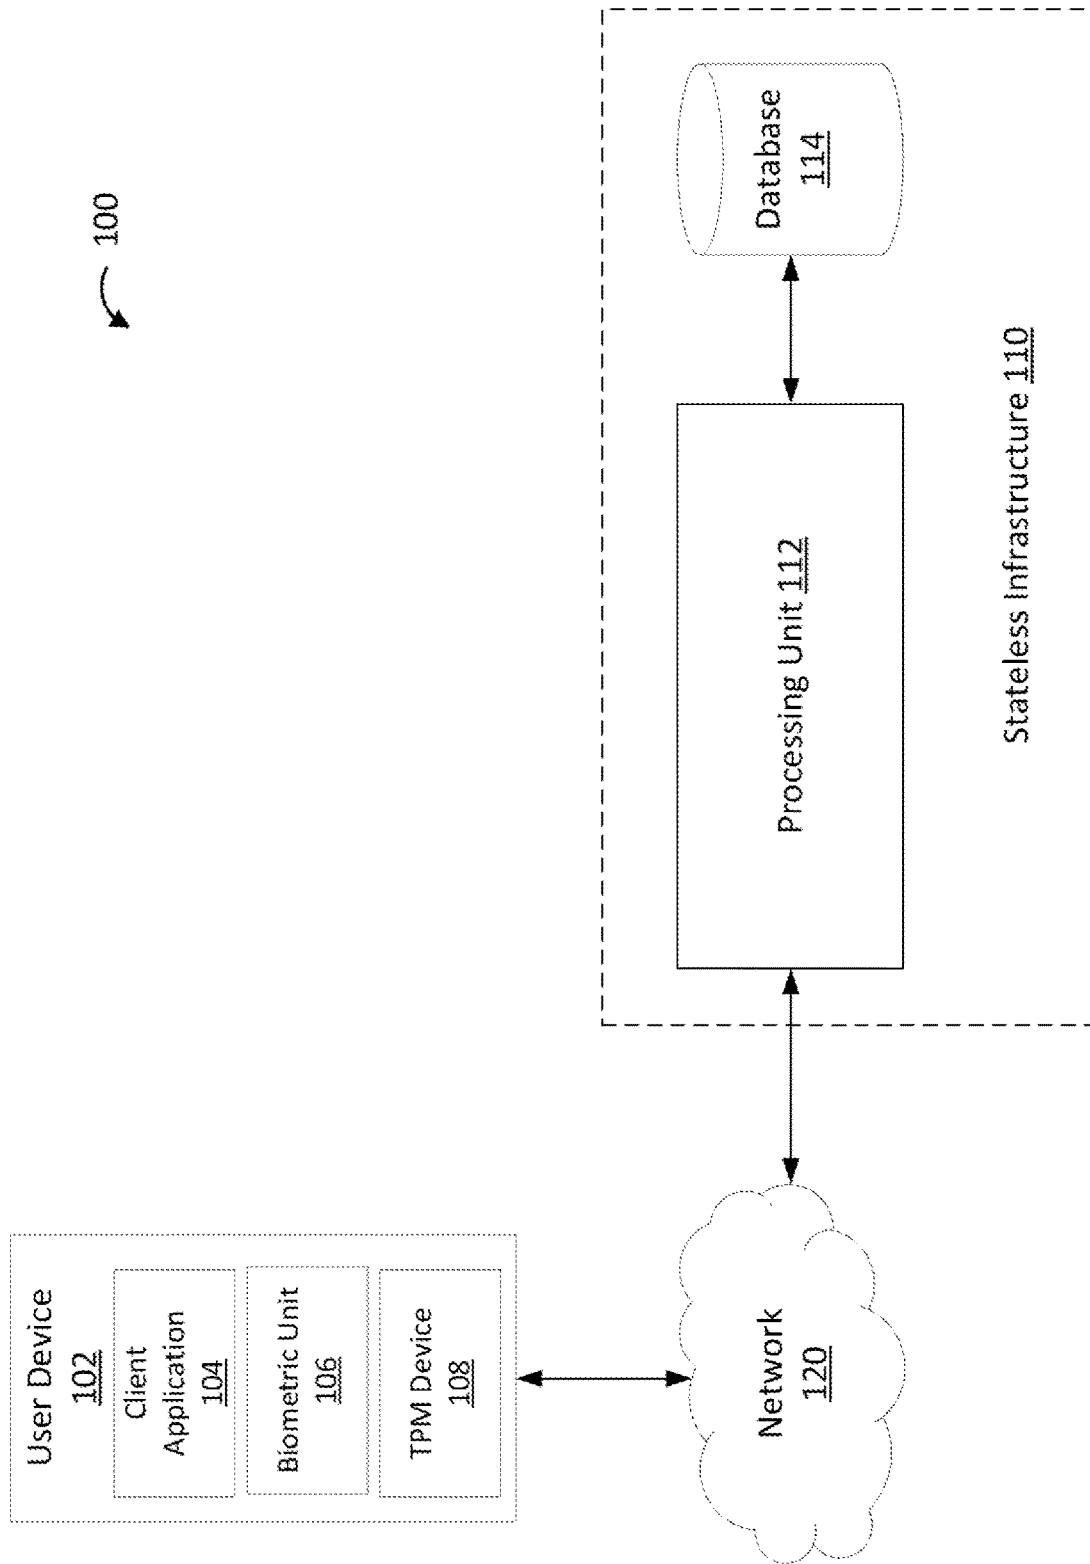 100
User Device
102
Client
Application
104
Biometric Unit
106
TPM Device
108
Network
120
Processing Unit 112
Database
114
Stateless Infrastructure 110